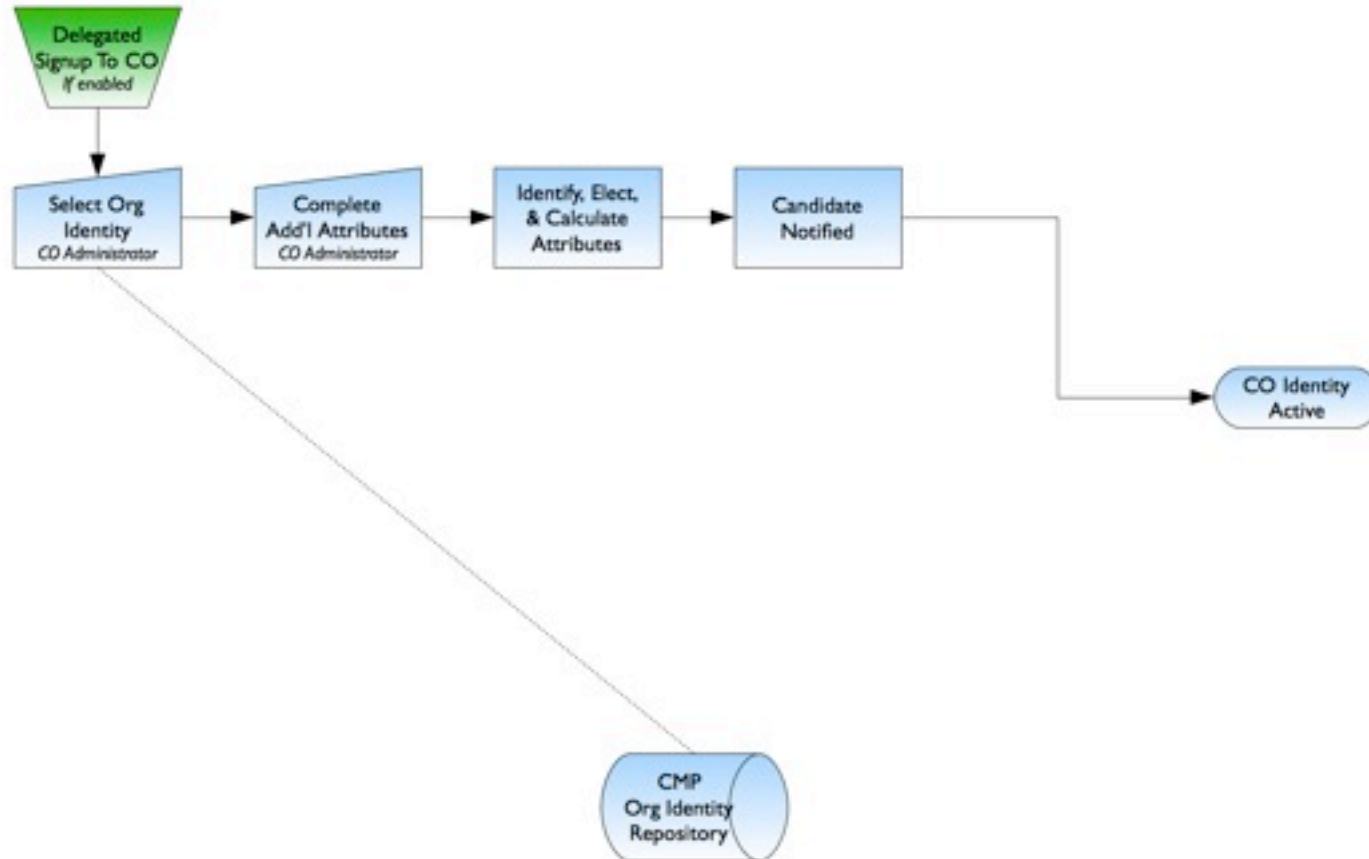 Delegated
Signup To CO
If enabled
Select Org
Identity
CO Administrator
Complete
Add'l Attributes
CO Administrator
Identify, Elect,
& Calculate
Attributes
Candidate
Notified
CO Identity
Active
CMP
Org Identity
Repository